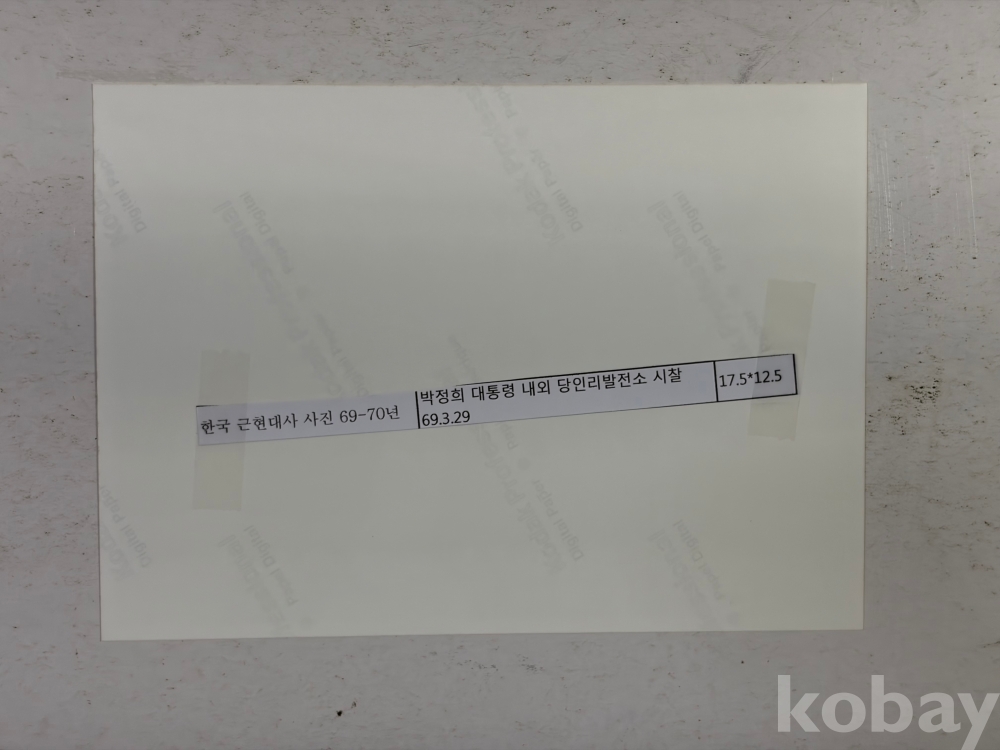 한국 근현대사 사진 69-70년
박정희 대통령 내외 당인리발전소 시찰
69.3.29
17.5*12.5
kobay